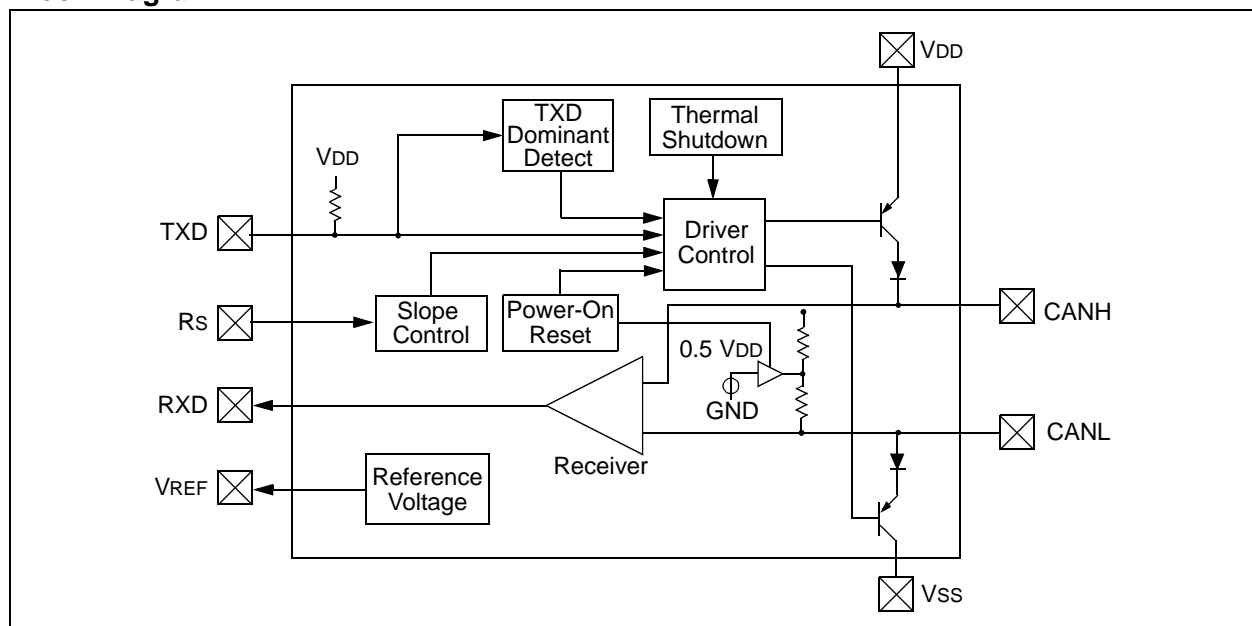 VDD
TXD
Dominant
Detect
Thermal
Shutdown
VDD
TXD
Driver
Control
RS
Slope
Control
Power-On
Reset
CANH
0.5 VDD
GND
RXD
CANL
Receiver
VREF
Reference
Voltage
VSS